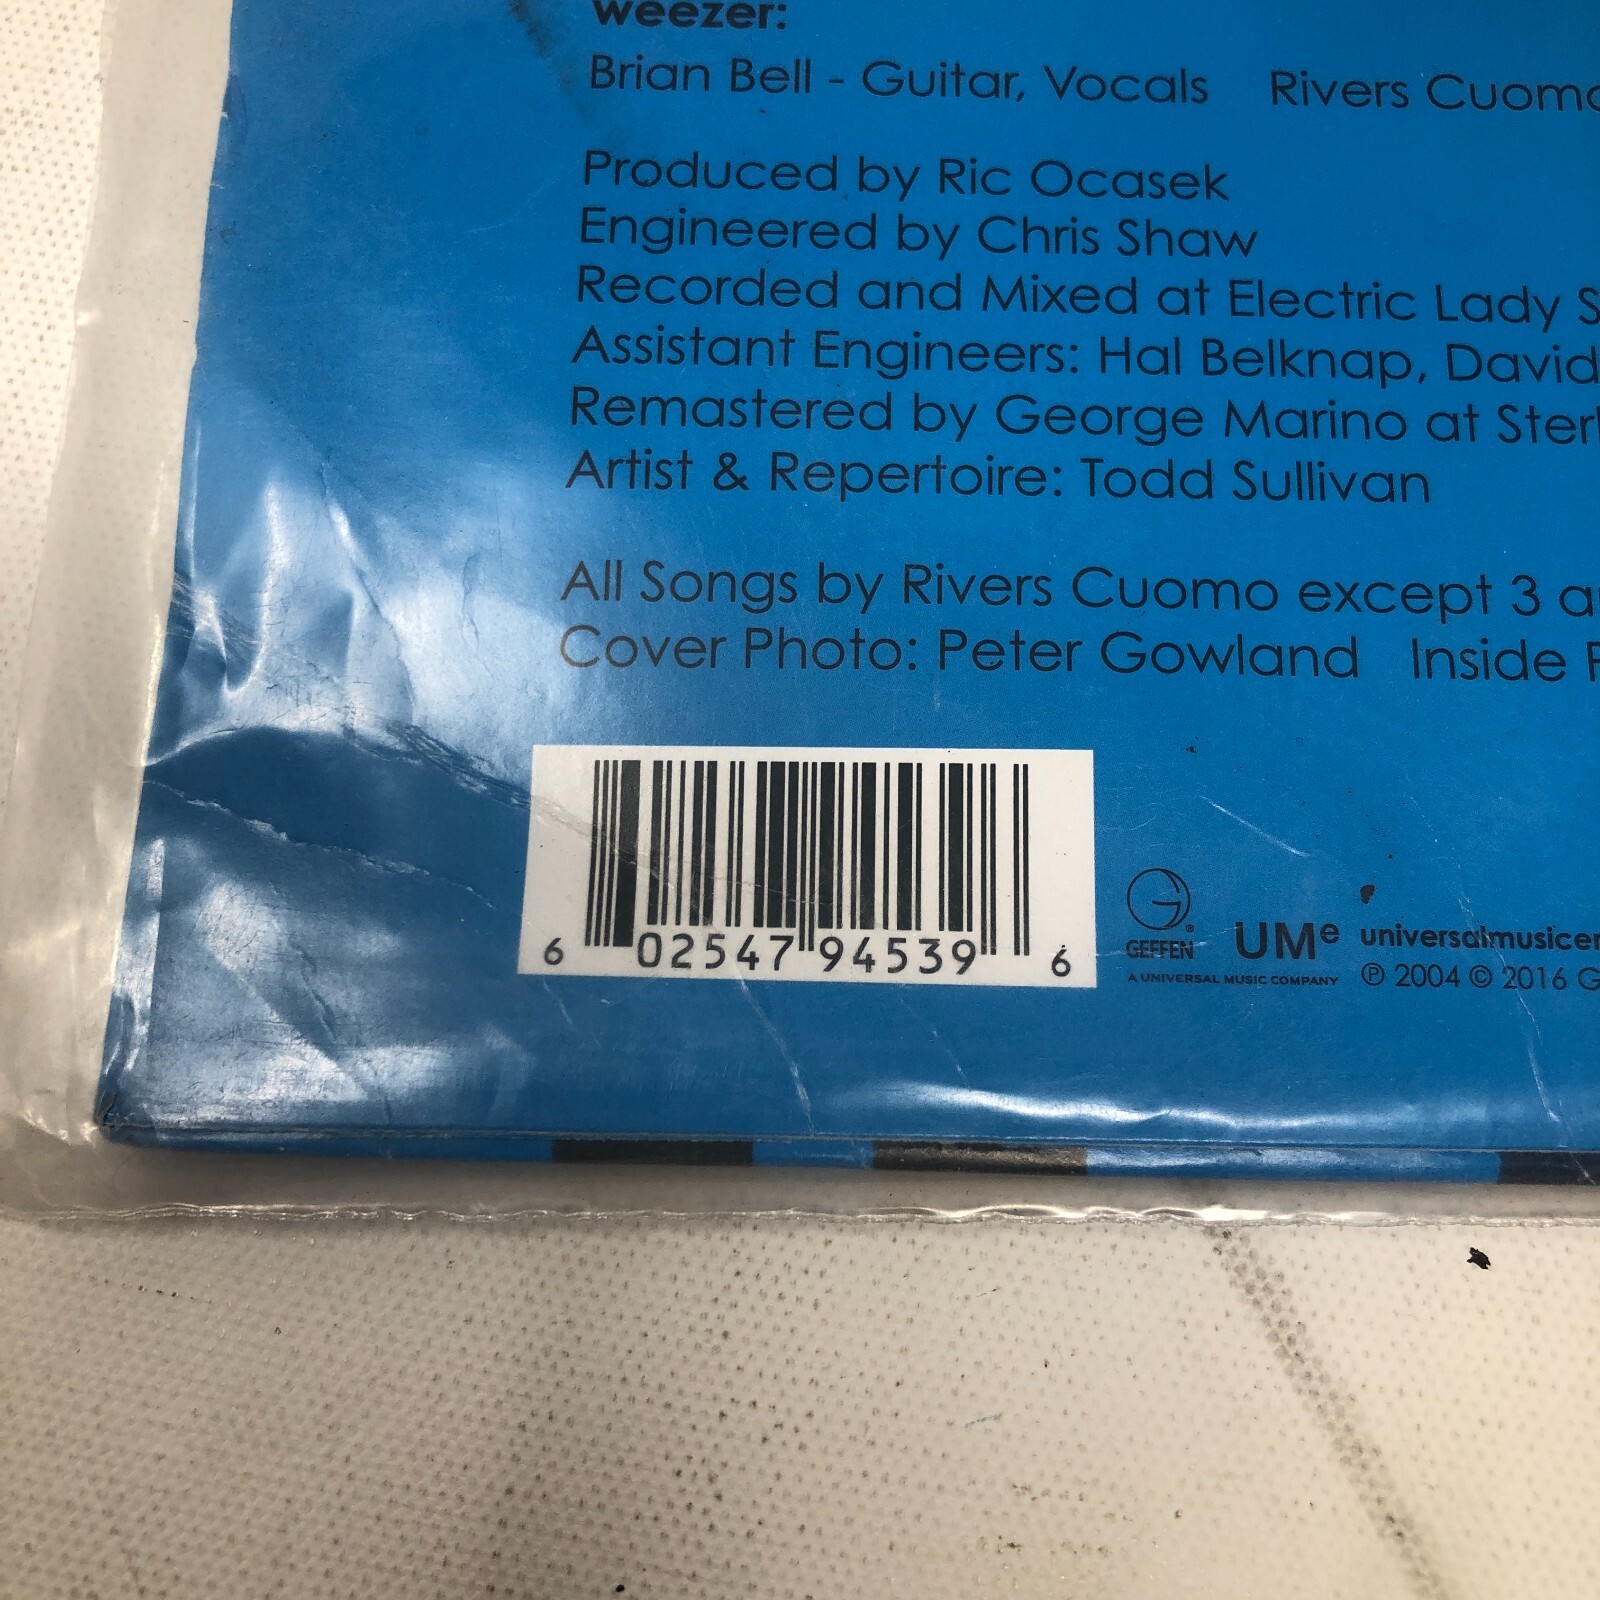 weezer:
Brian Bell - Guitar, Vocals Rivers Cuomo
Produced by Ric Ocasek
Engineered by Chris Shaw
Recorded and Mixed at Electric Lady S
Assistant Engineers: Hal Belknap, David
Remastered by George Marino at Sterl
Artist & Repertoire: Todd Sullivan
All Songs by Rivers Cuomo except 3 a
Cover Photo: Peter Gowland Inside
6 02547 94539 6
GEFFEN®
UMe universalmusicen
A UNIVERSAL MUSIC COMPANY ℗ 2004 © 2016 G